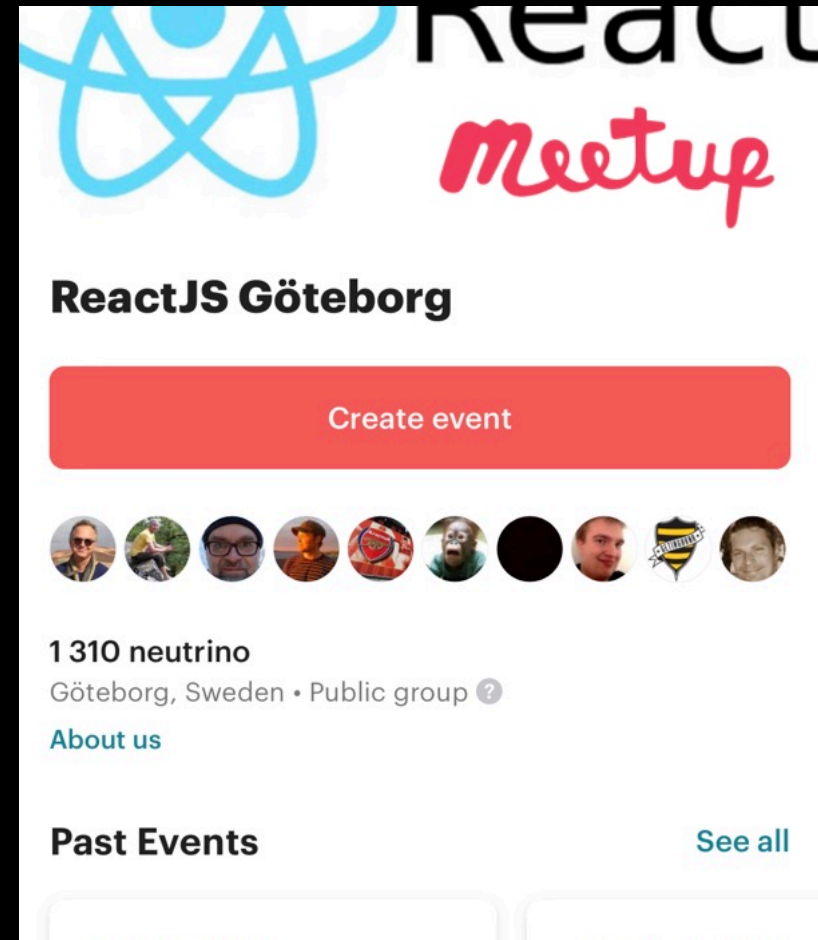 React
meetup
ReactJS Göteborg
Create event
1 310 neutrino
Göteborg, Sweden • Public group ?
About us
Past Events
See all